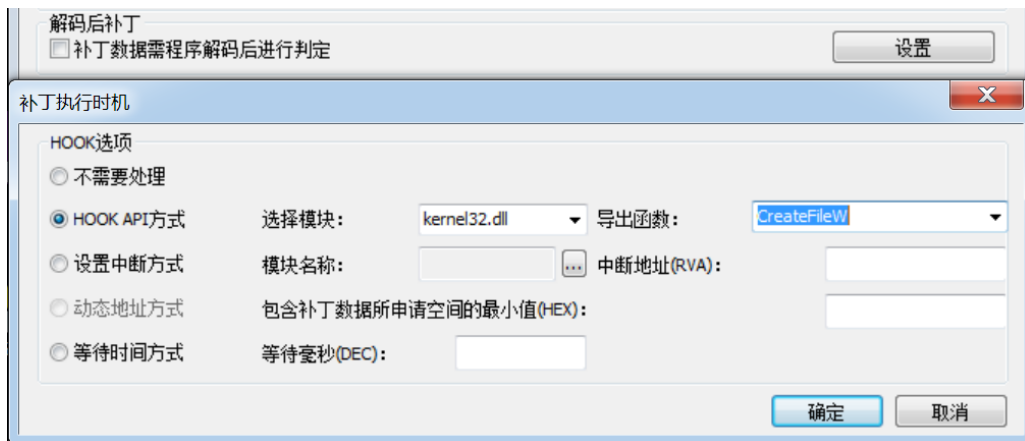 解码后补丁
补丁数据需程序解码后进行判定
设置
补丁执行时机
HOOK选项
不需要处理
HOOK API方式 选择模块： kernel32.dll 导出函数： CreateFileW
设置中断方式 模块名称： ... 中断地址(RVA)：
动态地址方式 包含补丁数据所申请空间的最小值(HEX)：
等待时间方式 等待毫秒(DEC)：
确定 取消